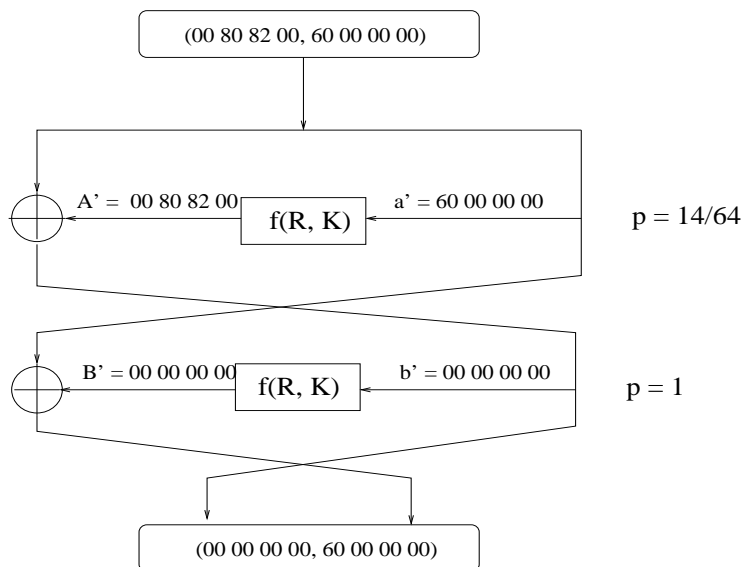 (00 80 82 00, 60 00 00 00)
A' = 00 80 82 00
f(R, K)
a' = 60 00 00 00
p = 14/64
B' = 00 00 00 00
f(R, K)
b' = 00 00 00 00
p = 1
(00 00 00 00, 60 00 00 00)